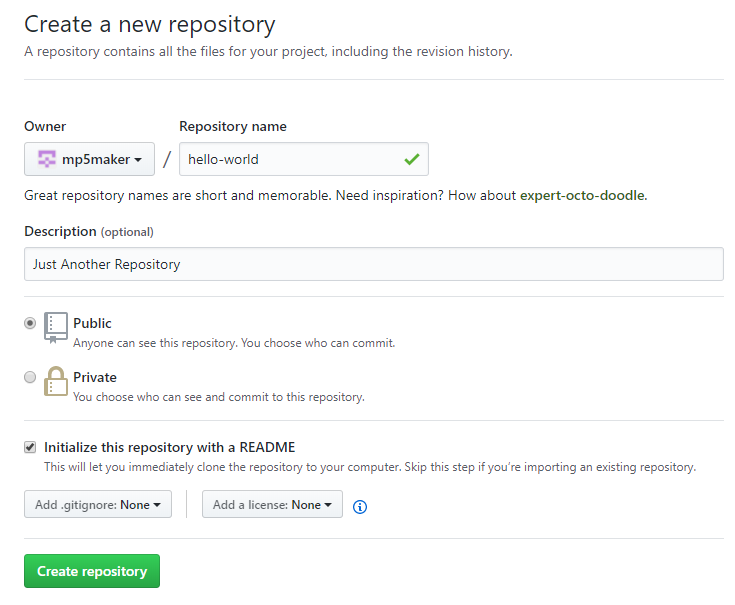 Create a new repository
A repository contains all the files for your project, including the revision history.
Owner
Repository name
mp5maker / hello-world
Great repository names are short and memorable. Need inspiration? How about expert-octo-doodle.
Description (optional)
Just Another Repository
Public
Anyone can see this repository. You choose who can commit.
Private
You choose who can see and commit to this repository.
Initialize this repository with a README
This will let you immediately clone the repository to your computer. Skip this step if you’re importing an existing repository.
Add .gitignore: None
Add a license: None
Create repository